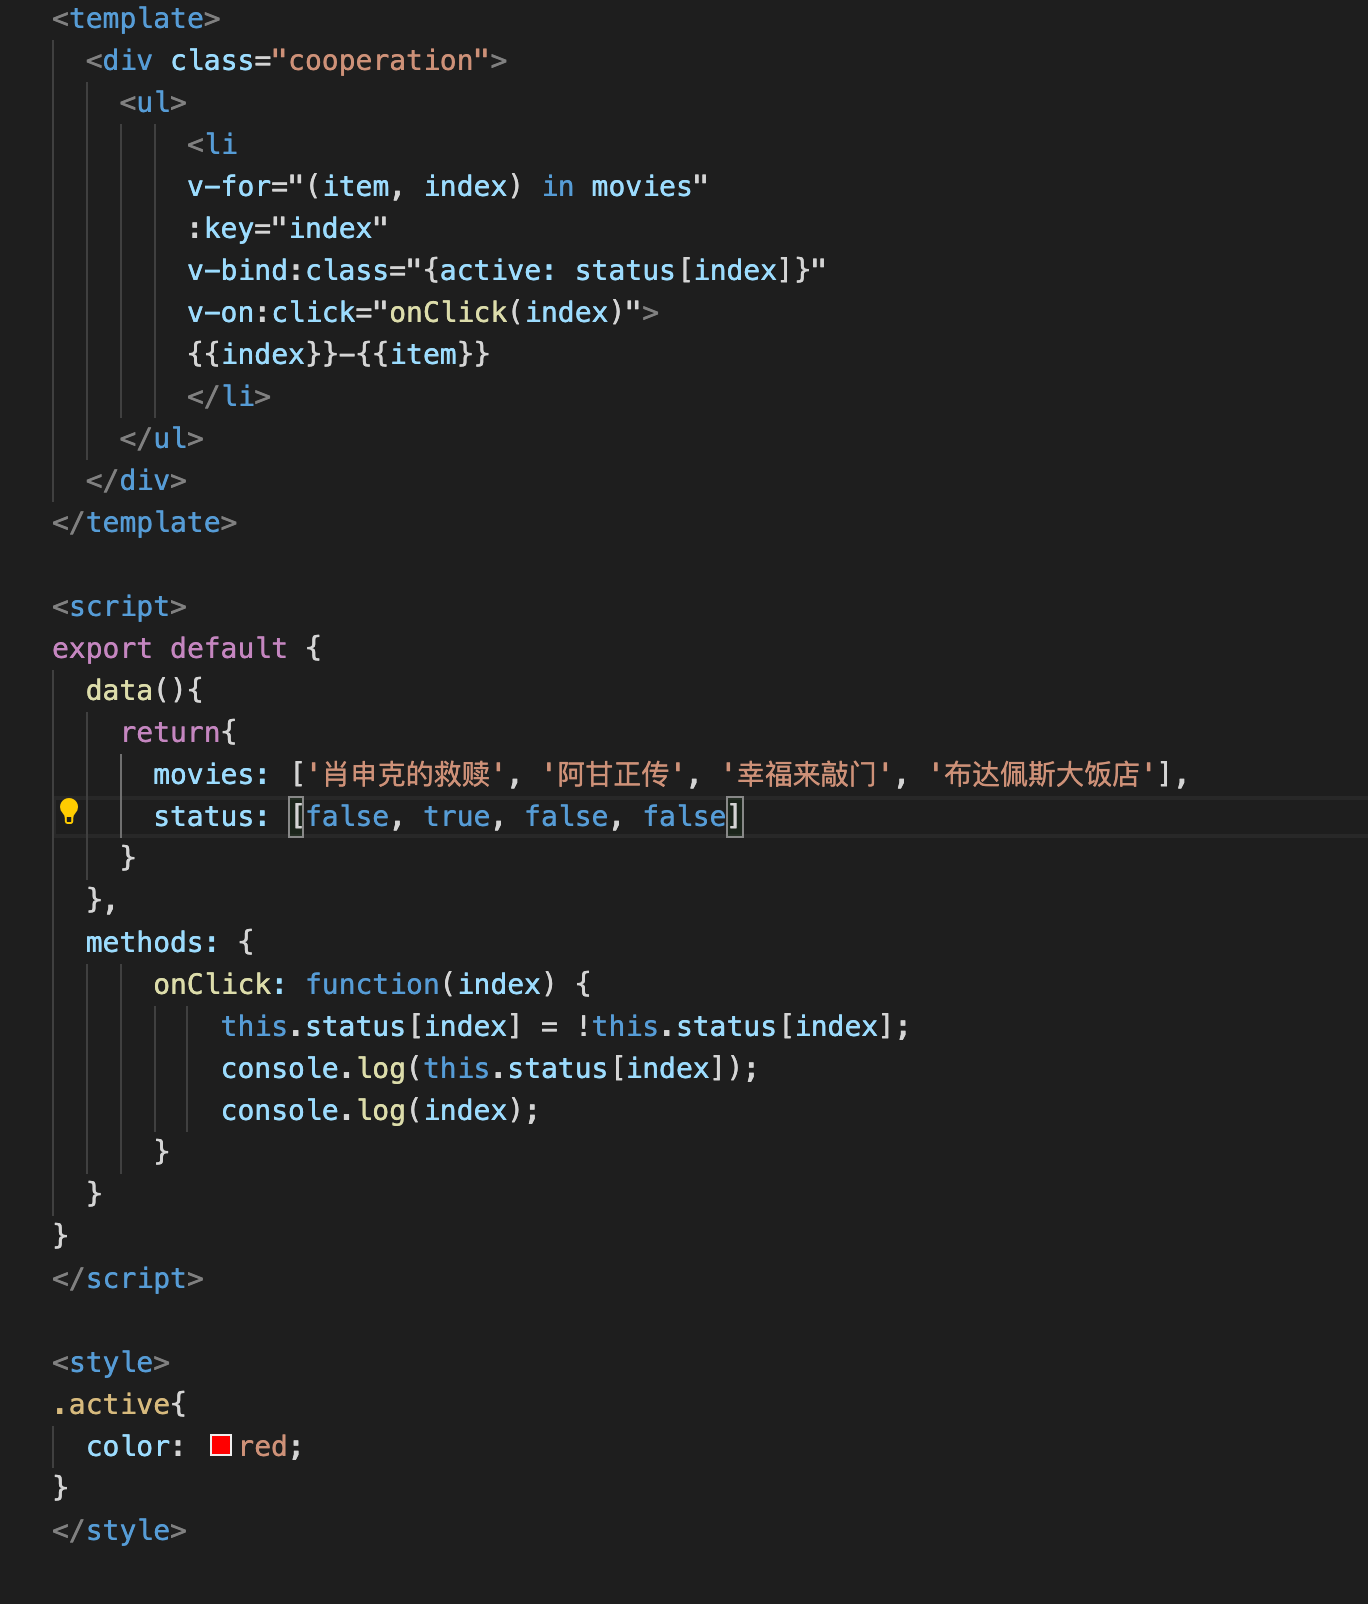 <template>
<div class="cooperation">
<ul>
<li
v-for="(item, index) in movies"
:key="index"
v-bind:class="{active: status[index]}"
v-on:click="onClick(index)">
{{index}}-{{item}}
</li>
</ul>
</div>
</template>
<script>
export default {
data(){
return{
movies: ['肖申克的救赎', '阿甘正传', '幸福来敲门', '布达佩斯大饭店'],
status: [false, true, false, false]
}
},
methods: {
onClick: function(index) {
this.status[index] = !this.status[index];
console.log(this.status[index]);
console.log(index);
}
}
}
</script>
<style>
.active{
color: red;
}
</style>